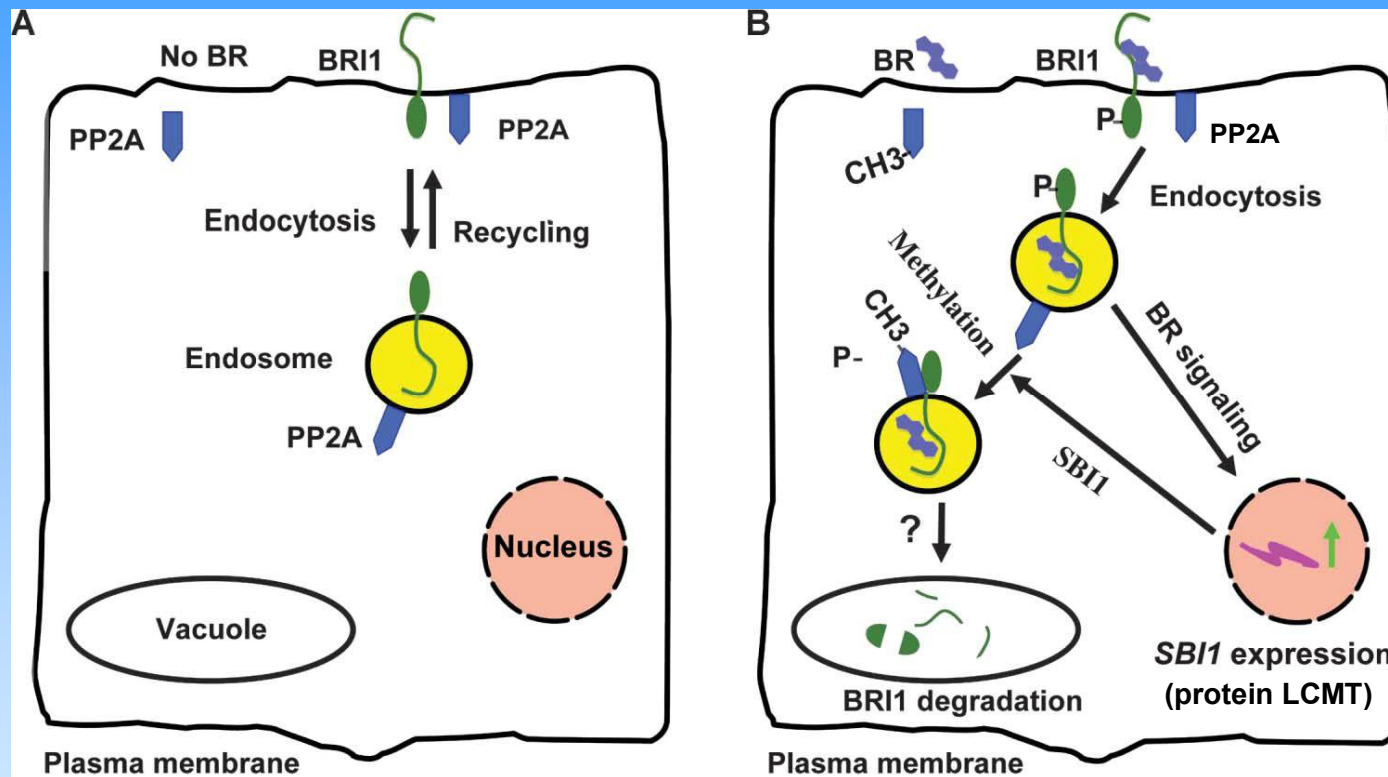 A
No BR
BRI1
PP2A
PP2A
Endocytosis
Recycling
Endosome
PP2A
Nucleus
Vacuole
Plasma membrane
B
BR
BRI1
P-
PP2A
CH3-
P-
Endocytosis
Methylation
CH3-
P-
BR signaling
SBI1
?
SBI1 expression
(protein LCMT)
BRI1 degradation
Plasma membrane